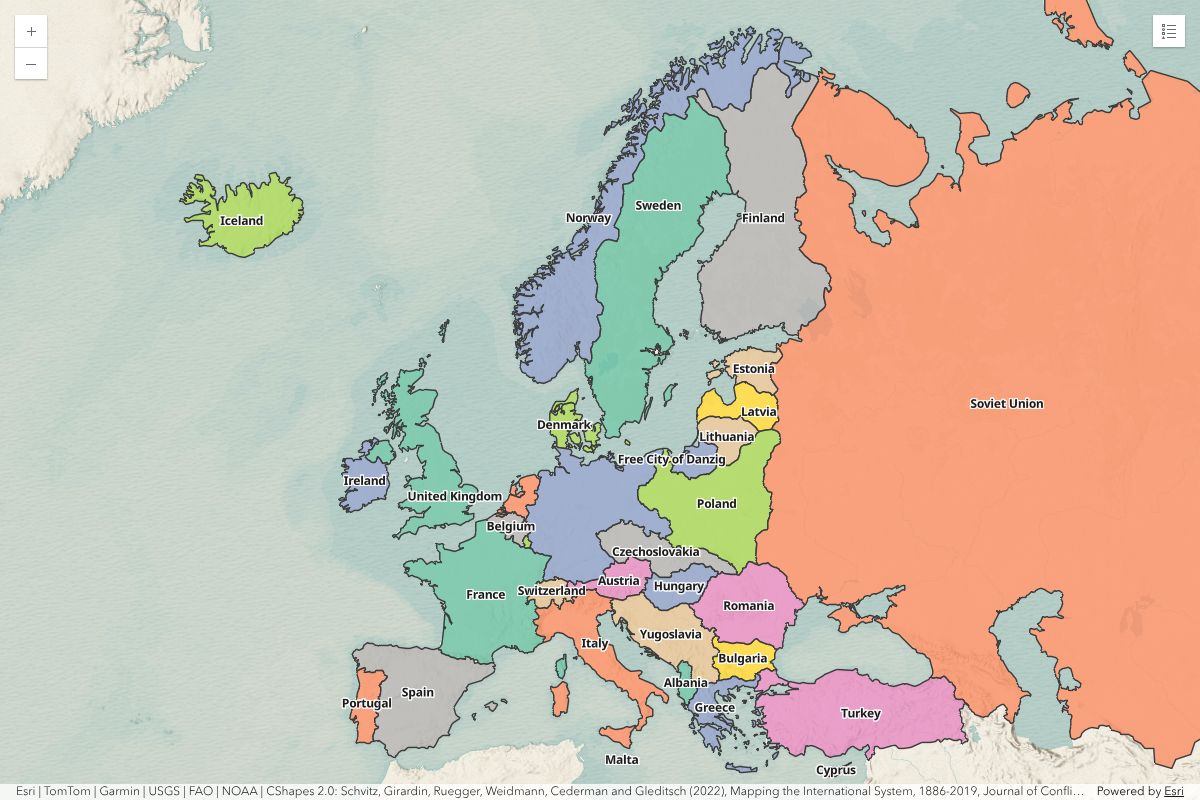 +
−
Iceland
Norway
Sweden
Finland
Estonia
Soviet Union
Latvia
Denmark
Lithuania
Free City of Danzig
Ireland
United Kingdom
Poland
Belgium
Czechoslovakia
Austria
Switzerland
Hungary
France
Romania
Yugoslavia
Italy
Bulgaria
Albania
Spain
Portugal
Greece
Turkey
Malta
Cyprus
Esri | TomTom | Garmin | USGS | FAO | NOAA | CShapes 2.0: Schvitz, Girardin, Ruegger, Weidmann, Cederman and Gleditsch (2022), Mapping the International System, 1886-2019, Journal of Confli… Powered by Esri